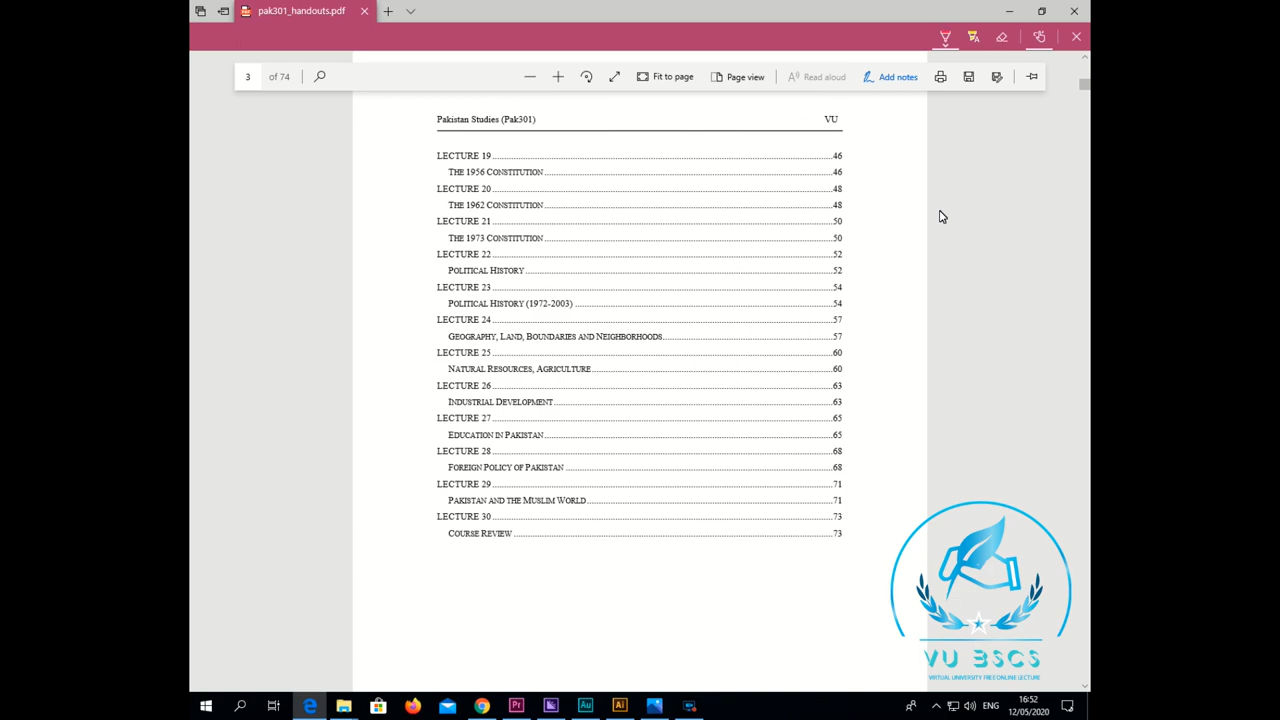 pak301_handouts.pdf
3 of 74 Fit to page Page view Read aloud Add notes
Pakistan Studies (Pak301) VU
LECTURE 19 46
THE 1956 CONSTITUTION 46
LECTURE 20 48
THE 1962 CONSTITUTION 48
LECTURE 21 50
THE 1973 CONSTITUTION 50
LECTURE 22 52
POLITICAL HISTORY 52
LECTURE 23 54
POLITICAL HISTORY (1972-2003) 54
LECTURE 24 57
GEOGRAPHY, LAND, BOUNDARIES AND NEIGHBORHOODS 57
LECTURE 25 60
NATURAL RESOURCES, AGRICULTURE 60
LECTURE 26 63
INDUSTRIAL DEVELOPMENT 63
LECTURE 27 65
EDUCATION IN PAKISTAN 65
LECTURE 28 68
FOREIGN POLICY OF PAKISTAN 68
LECTURE 29 71
PAKISTAN AND THE MUSLIM WORLD 71
LECTURE 30 73
COURSE REVIEW 73
VU BSCS
VIRTUAL UNIVERSITY FREE ONLINE LECTURE
Pr Au Ai ENG 16:52
12/05/2020